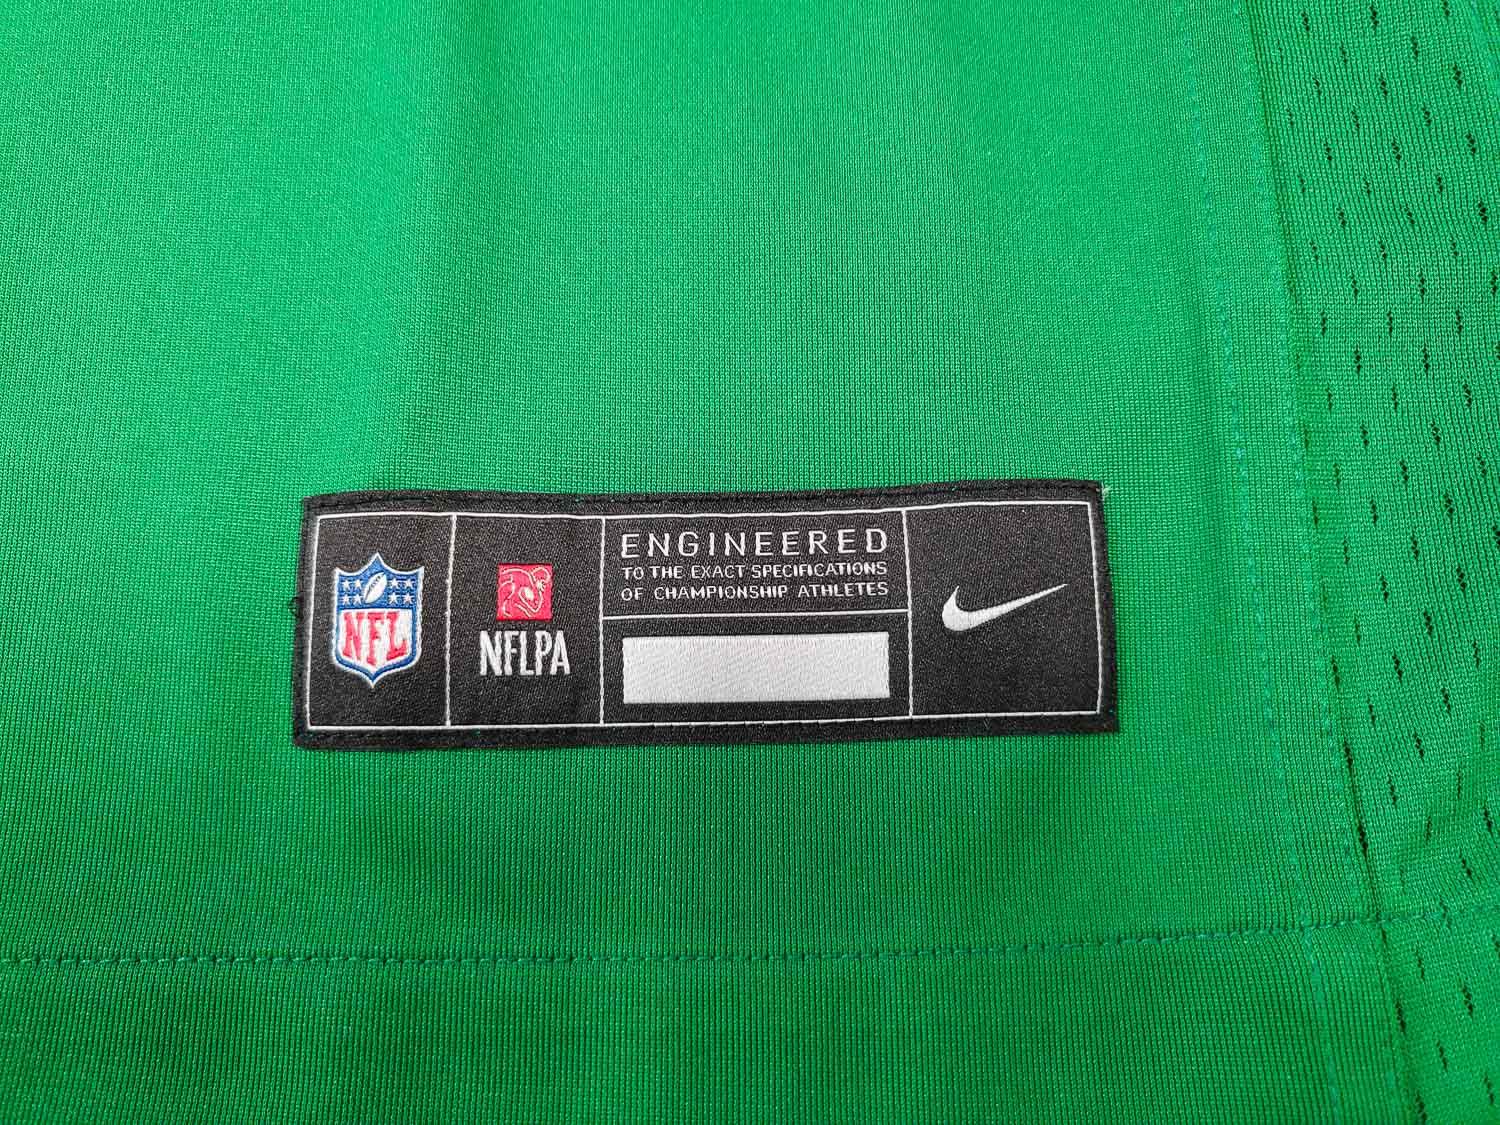 NFL
NFLPA
ENGINEERED
TO THE EXACT SPECIFICATIONS
OF CHAMPIONSHIP ATHLETES